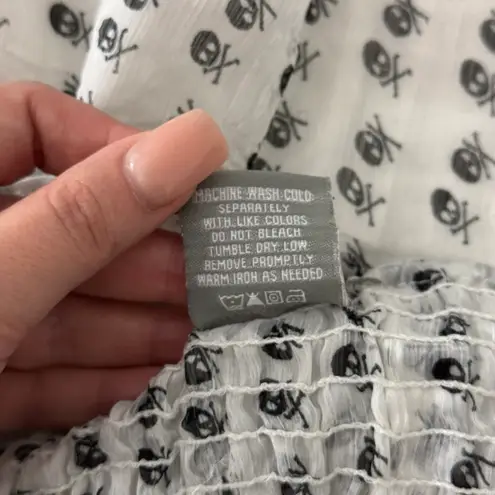 MACHINE WASH COLD
SEPARATELY
WITH LIKE COLORS
DO NOT BLEACH
TUMBLE DRY LOW
REMOVE PROMPTLY
WARM IRON AS NEEDED